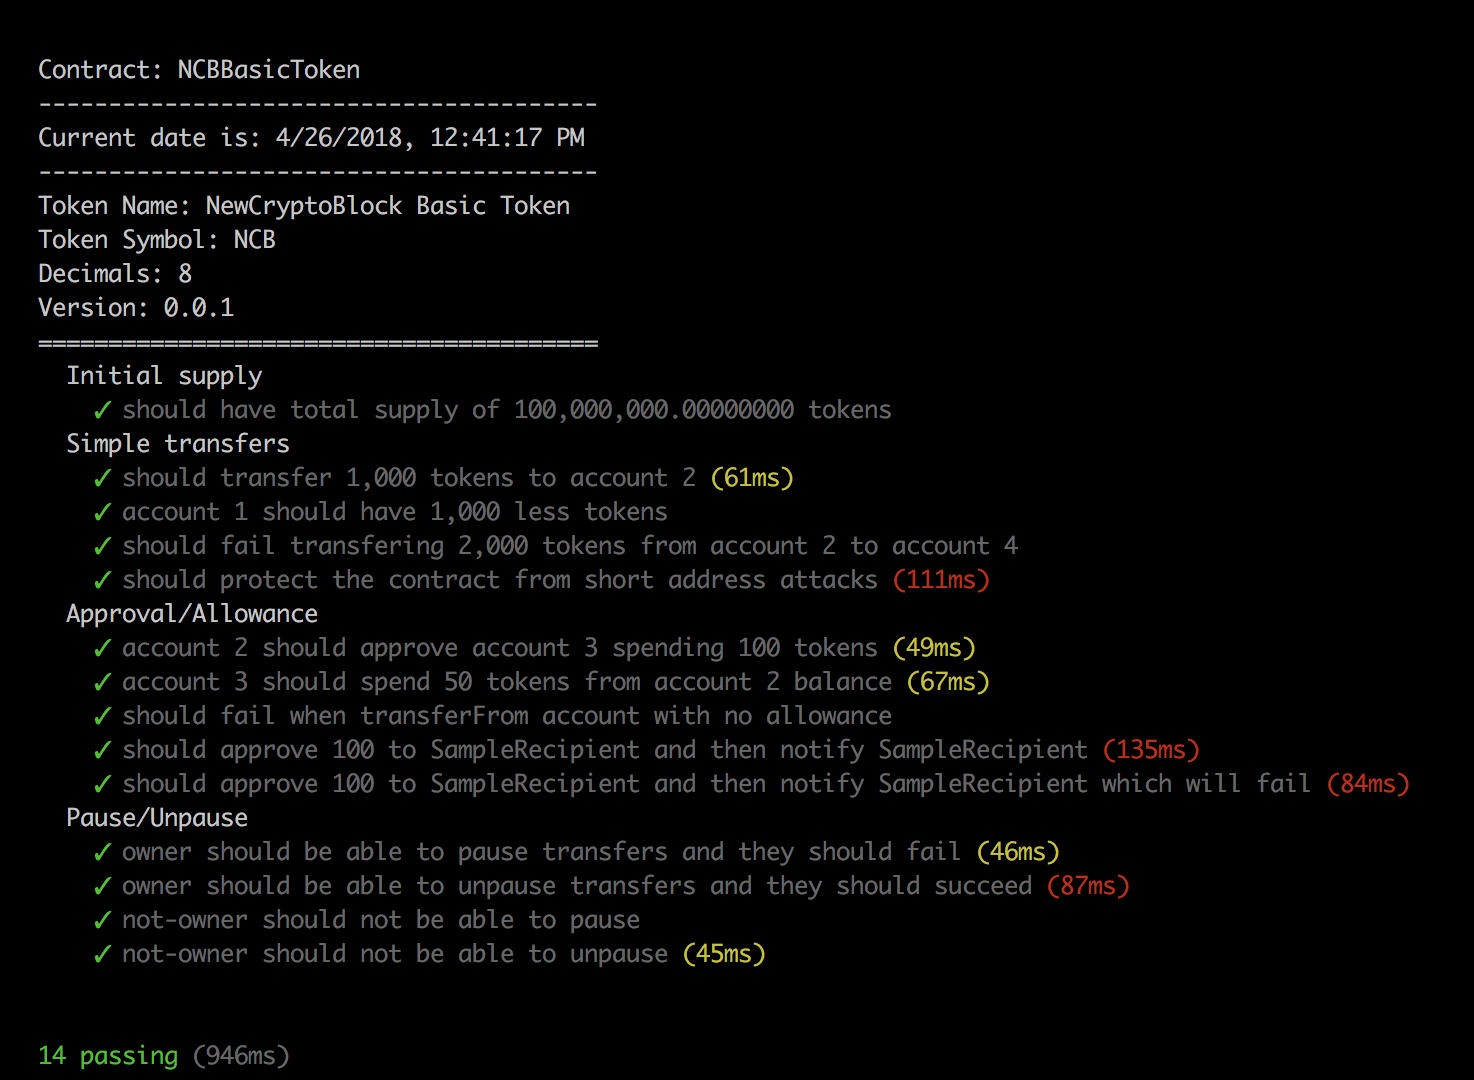 Contract: NCBBasicToken
----------------------------------------
Current date is: 4/26/2018, 12:41:17 PM
----------------------------------------
Token Name: NewCryptoBlock Basic Token
Token Symbol: NCB
Decimals: 8
Version: 0.0.1
========================================
Initial supply
✓ should have total supply of 100,000,000.00000000 tokens
Simple transfers
✓ should transfer 1,000 tokens to account 2 (61ms)
✓ account 1 should have 1,000 less tokens
✓ should fail transfering 2,000 tokens from account 2 to account 4
✓ should protect the contract from short address attacks (111ms)
Approval/Allowance
✓ account 2 should approve account 3 spending 100 tokens (49ms)
✓ account 3 should spend 50 tokens from account 2 balance (67ms)
✓ should fail when transferFrom account with no allowance
✓ should approve 100 to SampleRecipient and then notify SampleRecipient (135ms)
✓ should approve 100 to SampleRecipient and then notify SampleRecipient which will fail (84ms)
Pause/Unpause
✓ owner should be able to pause transfers and they should fail (46ms)
✓ owner should be able to unpause transfers and they should succeed (87ms)
✓ not-owner should not be able to pause
✓ not-owner should not be able to unpause (45ms)
14 passing (946ms)